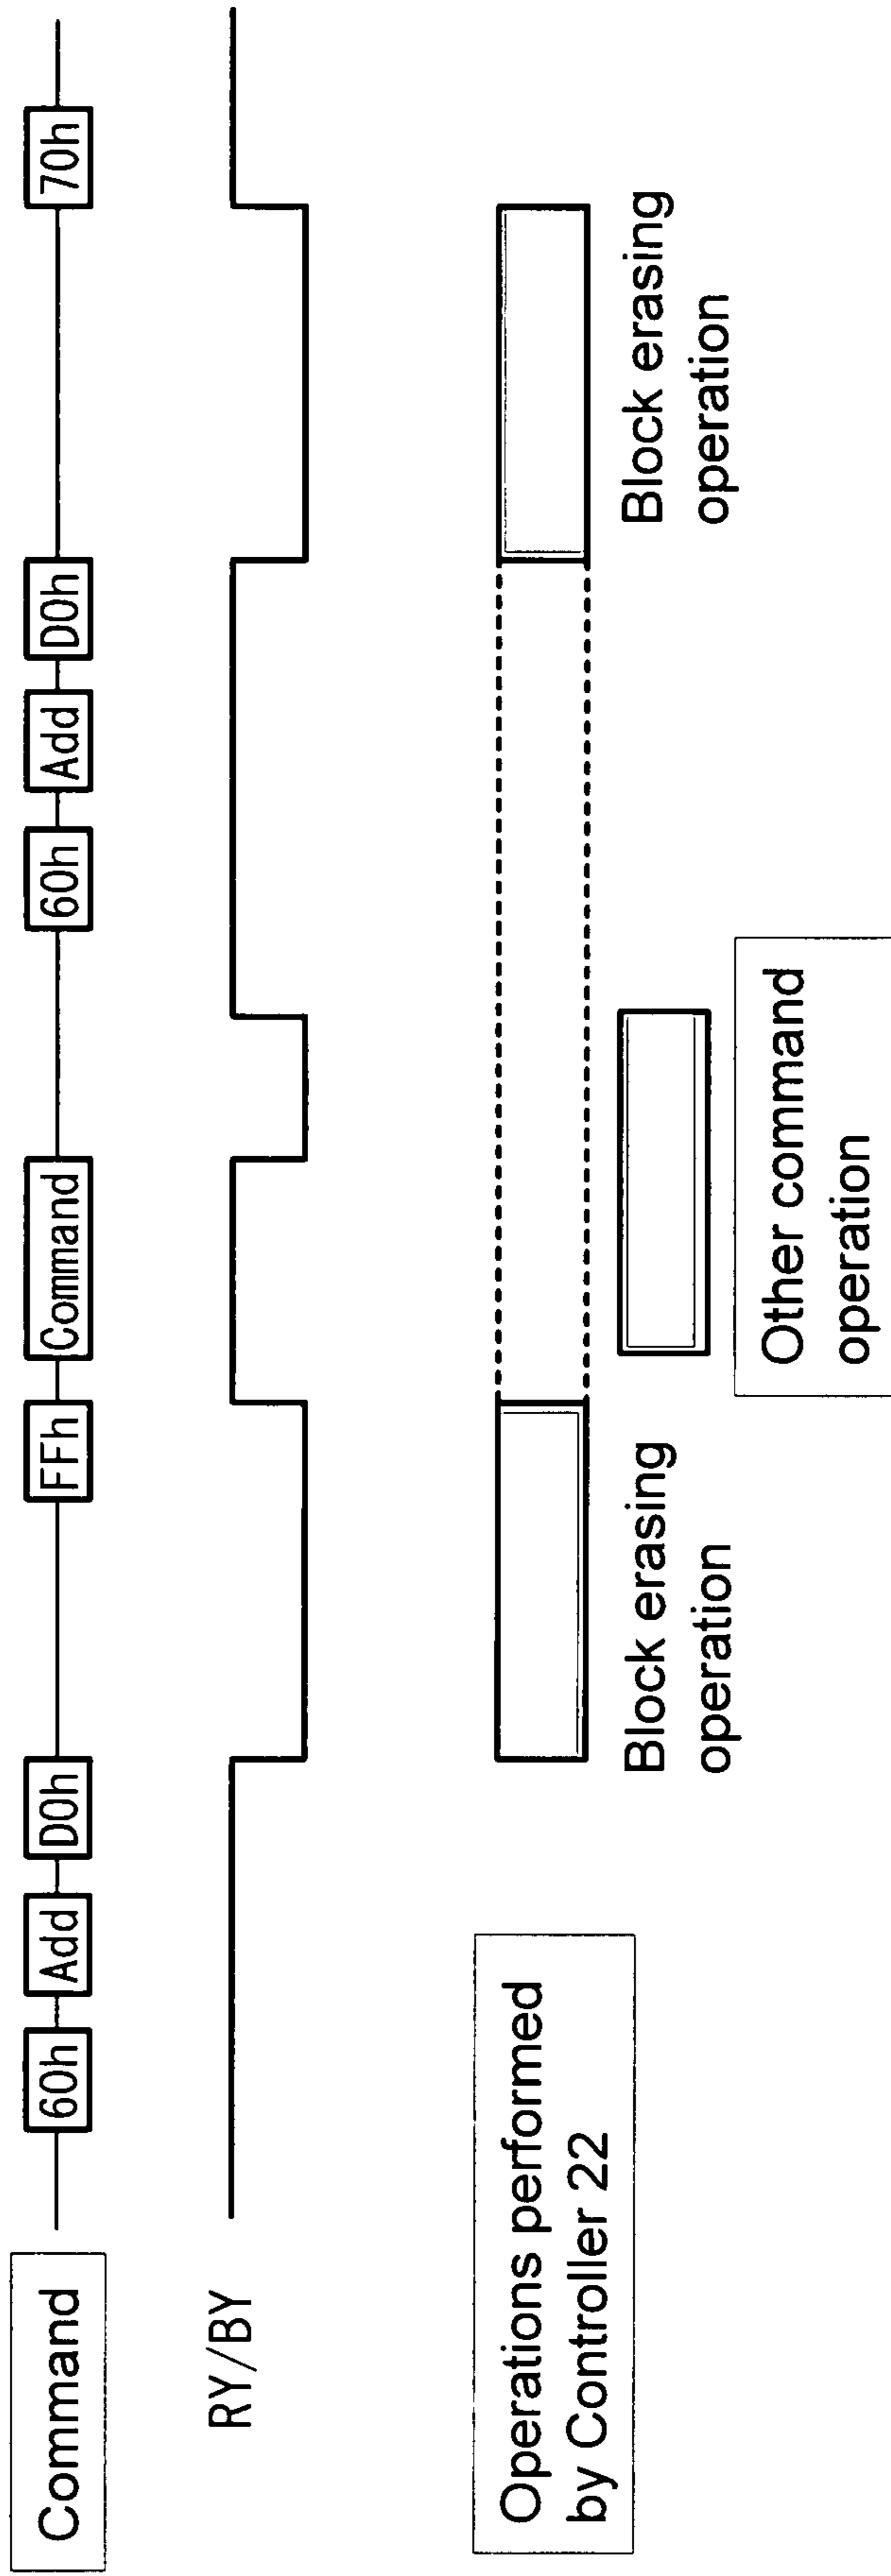 Command
60h Add D0h FFh Command 60h Add D0h 70h
RY/BY
Operations performed
by Controller 22
Block erasing
operation
Other command
operation
Block erasing
operation